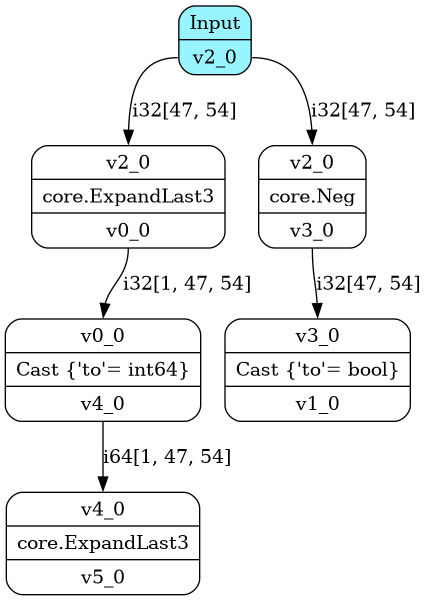 Input
v2_0
i32[47, 54]
i32[47, 54]
v2_0
core.ExpandLast3
v0_0
v2_0
core.Neg
v3_0
i32[1, 47, 54]
i32[47, 54]
v0_0
Cast {'to'= int64}
v4_0
v3_0
Cast {'to'= bool}
v1_0
i64[1, 47, 54]
v4_0
core.ExpandLast3
v5_0